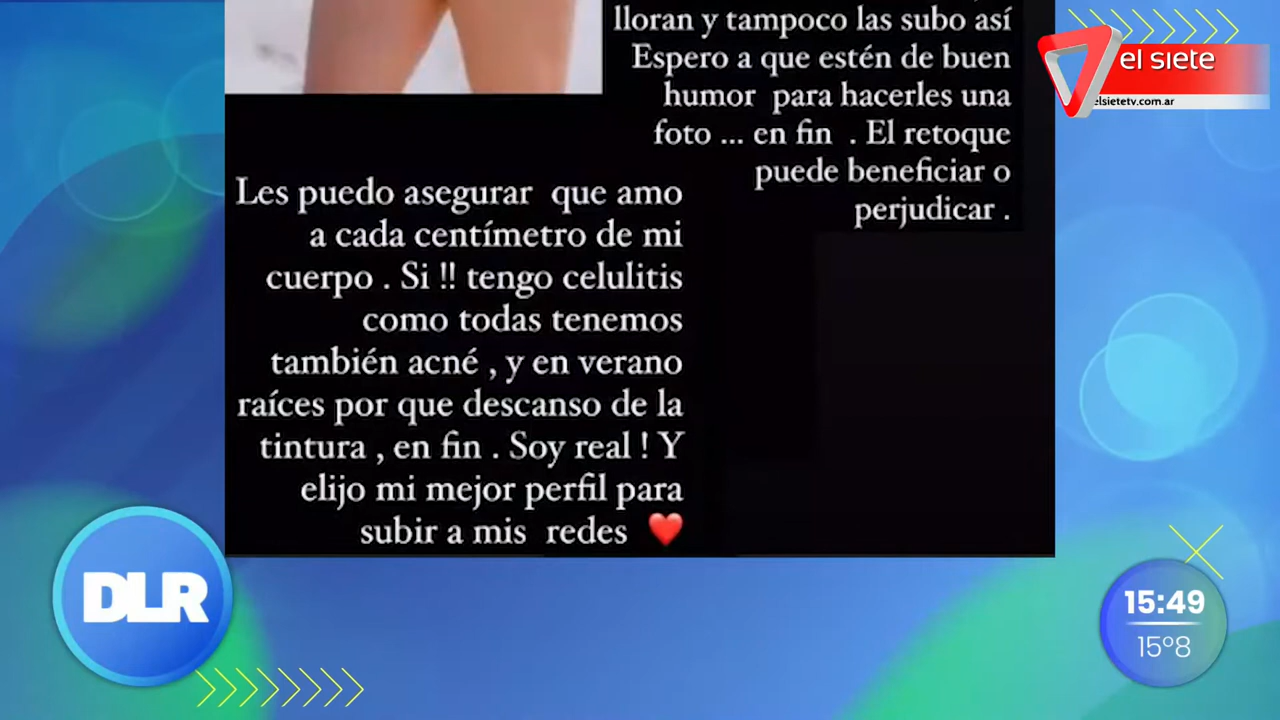 lloran y tampoco las subo así
Espero a que estén de buen
humor para hacerles una
foto ... en fin . El retoque
puede beneficiar o
perjudicar .
Les puedo asegurar que amo
a cada centímetro de mi
cuerpo . Si !! tengo celulitis
como todas tenemos
también acné , y en verano
raíces por que descanso de la
tintura , en fin . Soy real ! Y
elijo mi mejor perfil para
subir a mis redes ❤️
el siete
elsietetv.com.ar
DLR
15:49
15º8